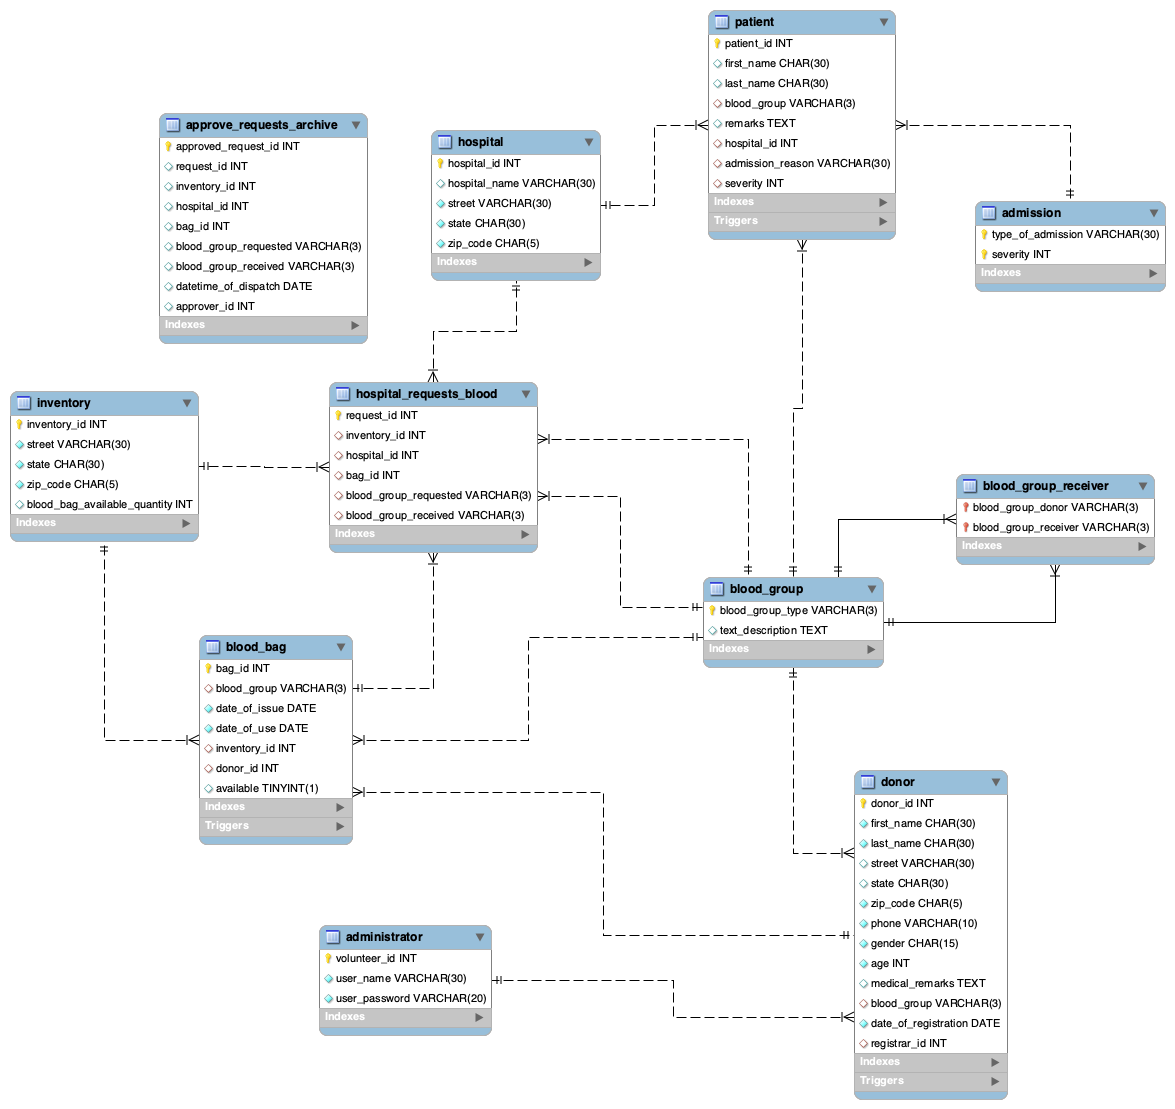 patient
patient_id INT
first_name CHAR(30)
last_name CHAR(30)
blood_group VARCHAR(3)
remarks TEXT
hospital_id INT
admission_reason VARCHAR(30)
severity INT
Indexes
Triggers
approve_requests_archive
approved_request_id INT
request_id INT
inventory_id INT
hospital_id INT
bag_id INT
blood_group_requested VARCHAR(3)
blood_group_received VARCHAR(3)
datetime_of_dispatch DATE
approver_id INT
Indexes
hospital
hospital_id INT
hospital_name VARCHAR(30)
street VARCHAR(30)
state CHAR(30)
zip_code CHAR(5)
Indexes
admission
type_of_admission VARCHAR(30)
severity INT
Indexes
inventory
inventory_id INT
street VARCHAR(30)
state CHAR(30)
zip_code CHAR(5)
blood_bag_available_quantity INT
Indexes
hospital_requests_blood
request_id INT
inventory_id INT
hospital_id INT
bag_id INT
blood_group_requested VARCHAR(3)
blood_group_received VARCHAR(3)
Indexes
blood_group_receiver
blood_group_donor VARCHAR(3)
blood_group_receiver VARCHAR(3)
Indexes
blood_group
blood_group_type VARCHAR(3)
text_description TEXT
Indexes
blood_bag
bag_id INT
blood_group VARCHAR(3)
date_of_issue DATE
date_of_use DATE
inventory_id INT
donor_id INT
available TINYINT(1)
Indexes
Triggers
donor
donor_id INT
first_name CHAR(30)
last_name CHAR(30)
street VARCHAR(30)
state CHAR(30)
zip_code CHAR(5)
phone VARCHAR(10)
gender CHAR(15)
age INT
medical_remarks TEXT
blood_group VARCHAR(3)
date_of_registration DATE
registrar_id INT
Indexes
Triggers
administrator
volunteer_id INT
user_name VARCHAR(30)
user_password VARCHAR(20)
Indexes